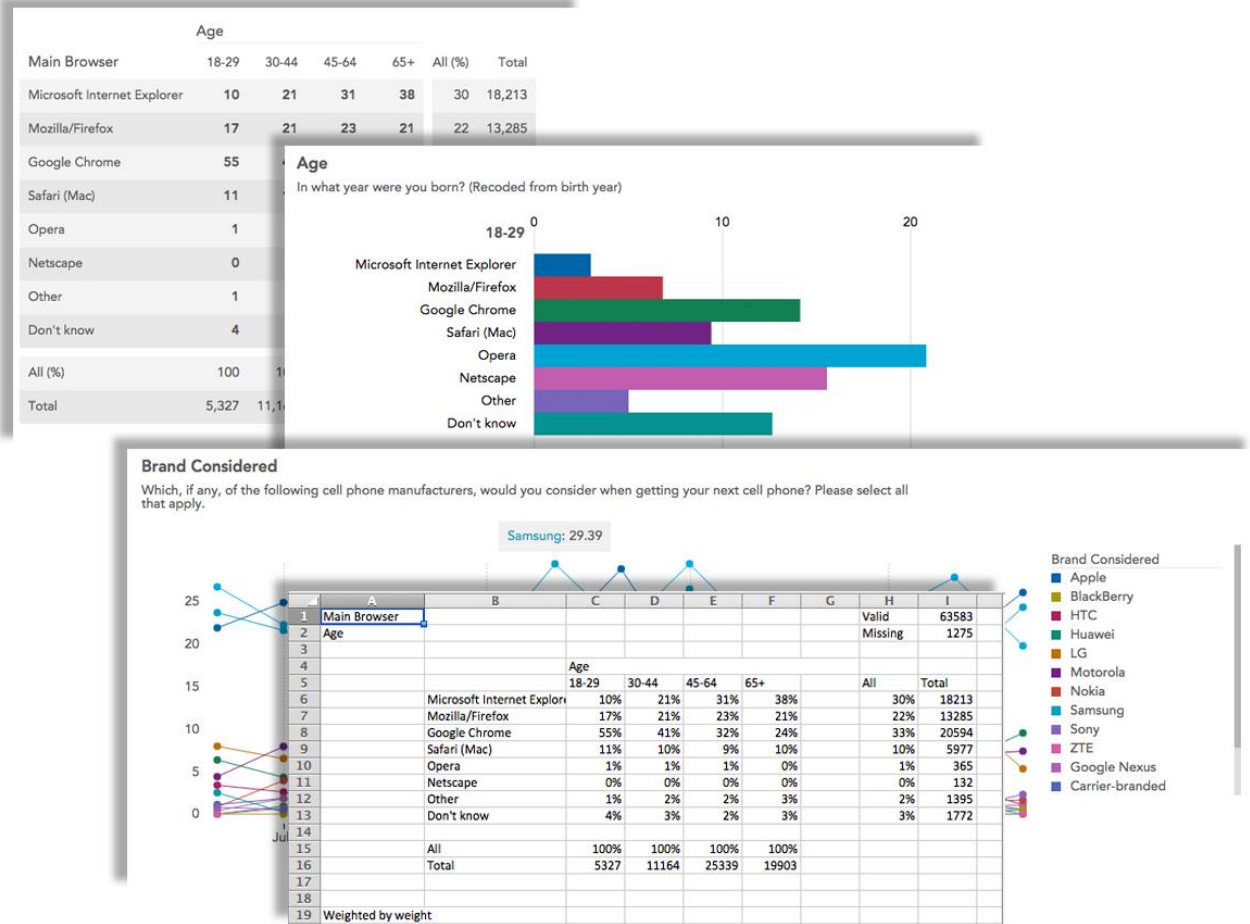 Age
Main Browser 18-29 30-44 45-64 65+ All (%) Total
Microsoft Internet Explorer 10 21 31 38 30 18,213
Mozilla/Firefox 17 21 23 21 22 13,285
Google Chrome 55
Safari (Mac) 11
Opera 1
Netscape 0
Other 1
Don't know 4
All (%) 100
Total 5,327
Age
In what year were you born? (Recoded from birth year)
0 10 20
18-29
Microsoft Internet Explorer
Mozilla/Firefox
Google Chrome
Safari (Mac)
Opera
Netscape
Other
Don't know
Brand Considered
Which, if any, of the following cell phone manufacturers, would you consider when getting your next cell phone? Please select all
that apply.
Samsung: 29.39
25
20
15
10
5
0
Brand Considered
Apple
BlackBerry
HTC
Huawei
LG
Motorola
Nokia
Samsung
Sony
ZTE
Google Nexus
Carrier-branded
A B C D E F G H I
1 Main Browser Valid 63583
2 Age Missing 1275
3
4 Age
5 18-29 30-44 45-64 65+ All Total
6 Microsoft Internet Explor 10% 21% 31% 38% 30% 18213
7 Mozilla/Firefox 17% 21% 23% 21% 22% 13285
8 Google Chrome 55% 41% 32% 24% 33% 20594
9 Safari (Mac) 11% 10% 9% 10% 10% 5977
10 Opera 1% 1% 1% 0% 1% 365
11 Netscape 0% 0% 0% 0% 0% 132
12 Other 1% 2% 2% 3% 2% 1395
13 Don't know 4% 3% 2% 3% 3% 1772
14
15 All 100% 100% 100% 100%
16 Total 5327 11164 25339 19903
17
18
19 Weighted by weight